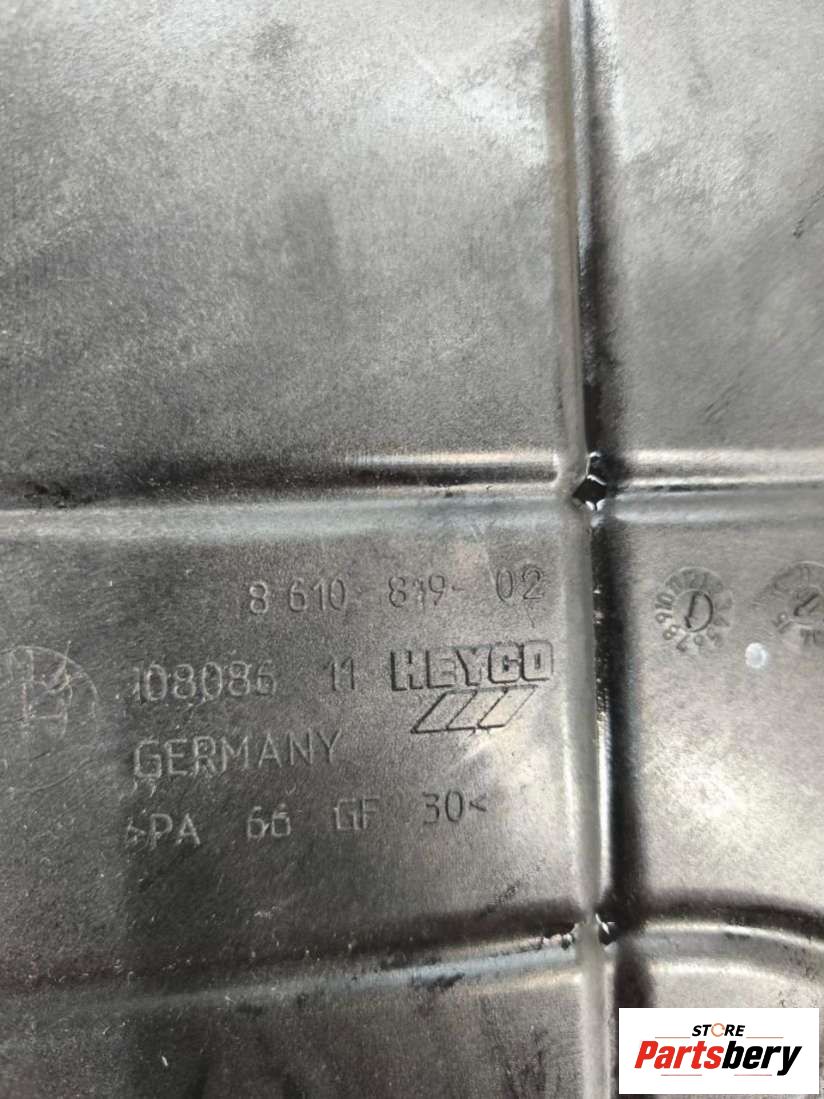 8 610 819-02
108086 11 HEYCO
GERMANY
>PA 66 GF 30<
STORE
Partsbery